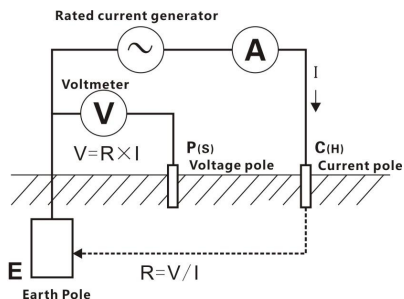 Rated current generator
A
I
Voltmeter
V
V=R×I
P(S)
Voltage pole
C(H)
Current pole
E
R=V/I
Earth Pole